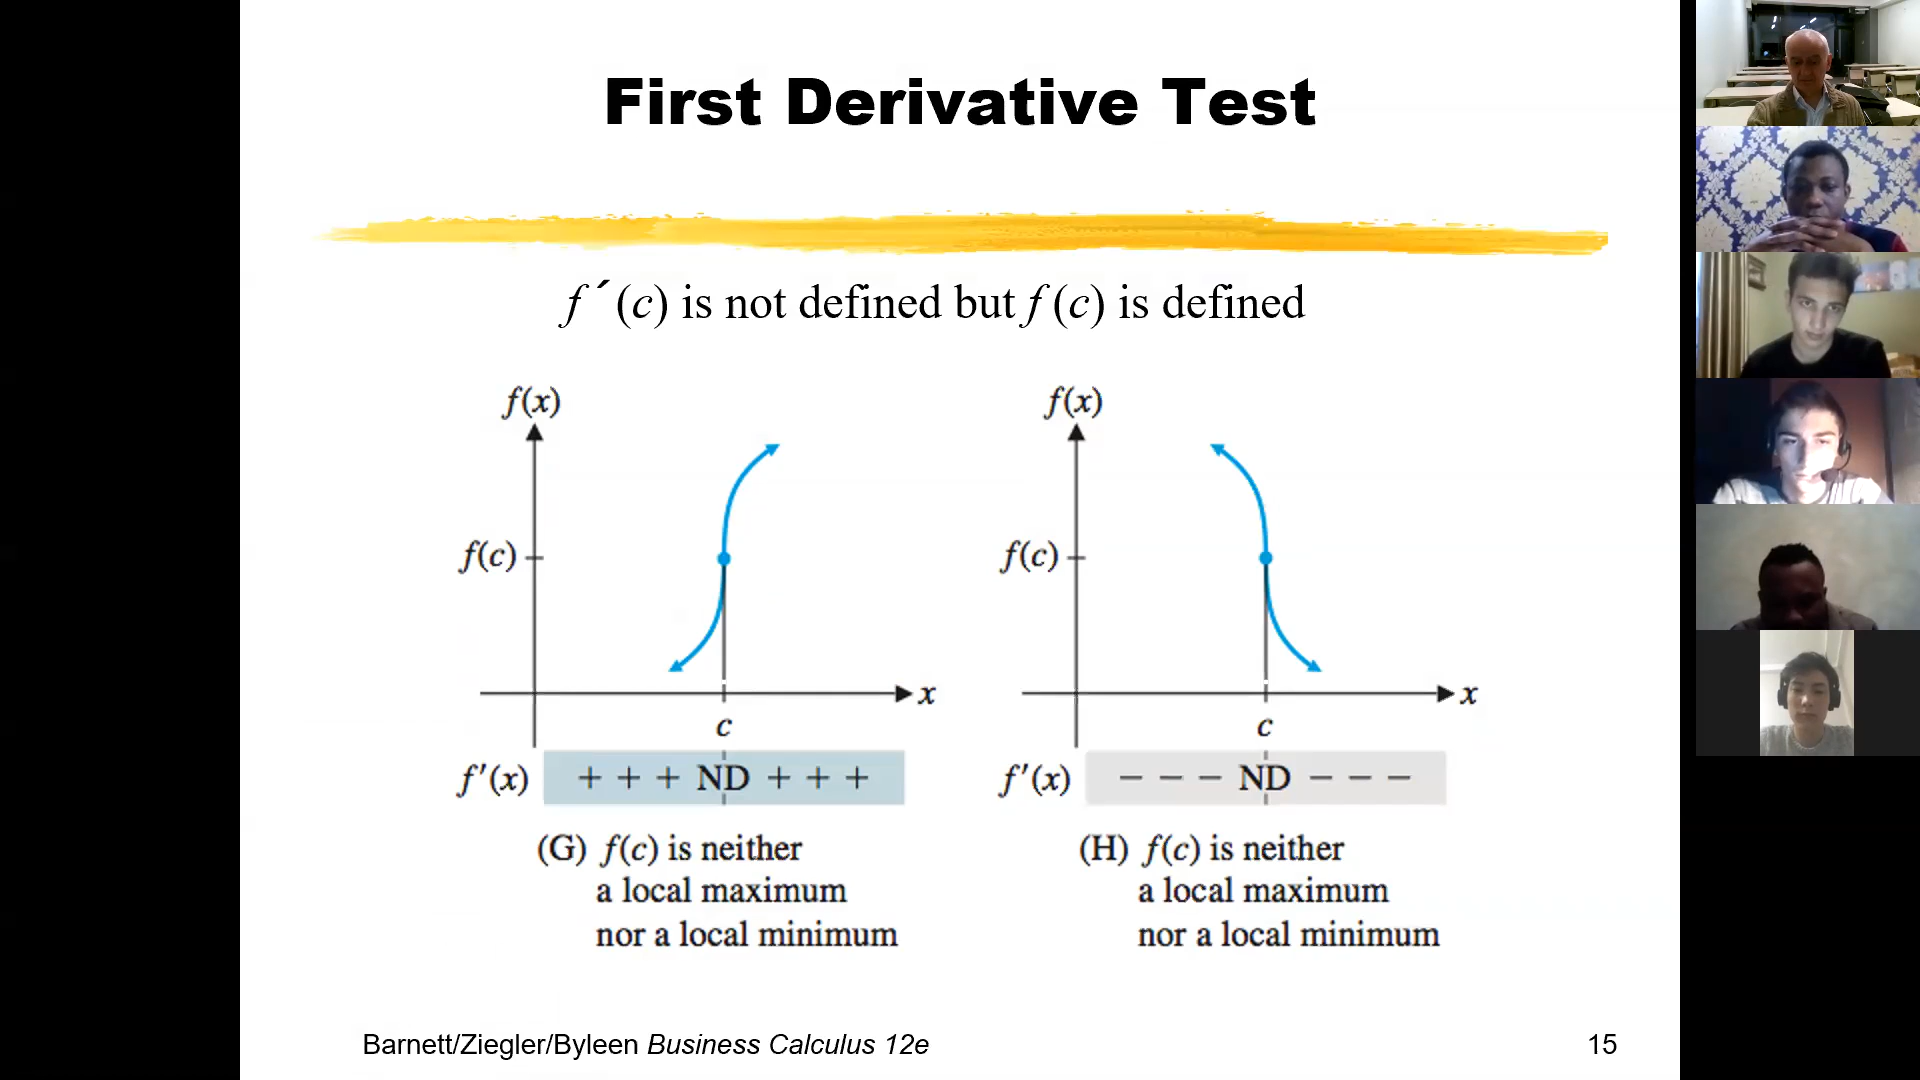 First Derivative Test
f ´(c) is not defined but f (c) is defined
f(x)
f(c)
x
c
f'(x) + + + ND + + +
(G) f(c) is neither
a local maximum
nor a local minimum
f(x)
f(c)
x
c
f'(x) − − − ND − − −
(H) f(c) is neither
a local maximum
nor a local minimum
Barnett/Ziegler/Byleen Business Calculus 12e
15